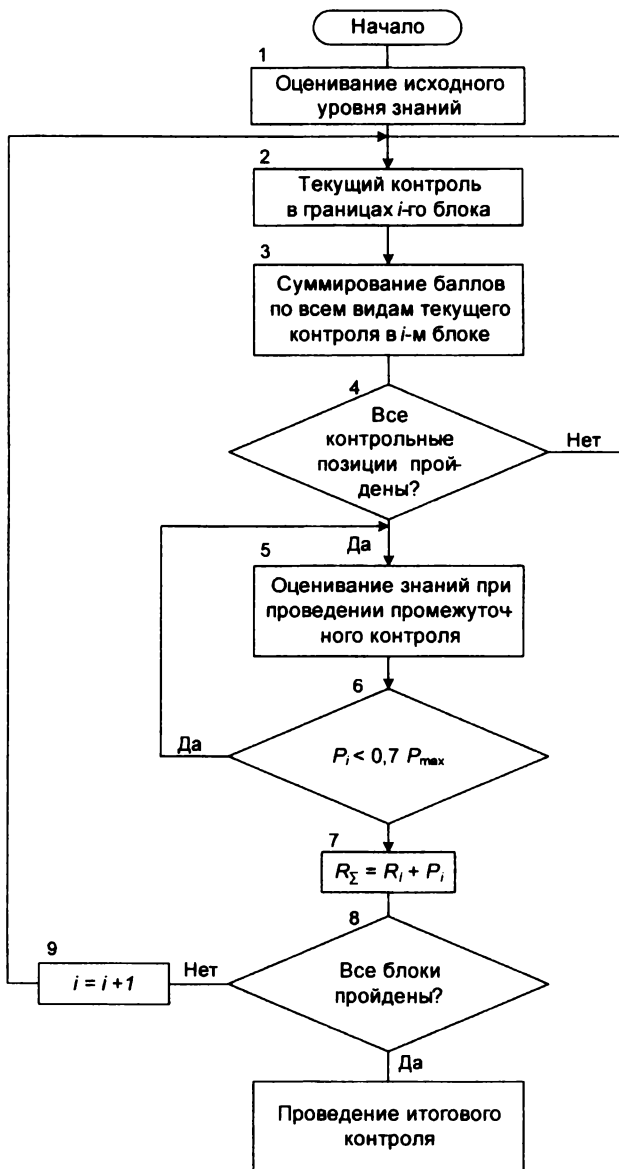 Начало
1
Оценивание исходного
уровня знаний
2
Текущий контроль
в границах i-го блока
3
Суммирование баллов
по всем видам текущего
контроля в i-м блоке
4
Все
контрольные
позиции прой-
дены?
Нет
Да
5
Оценивание знаний при
проведении промежуточ
ного контроля
6
Да
Pi < 0,7 Pmax
7
RΣ = Ri + Pi
8
9
Нет
i = i +1
Все блоки
пройдены?
Да
Проведение итогового
контроля